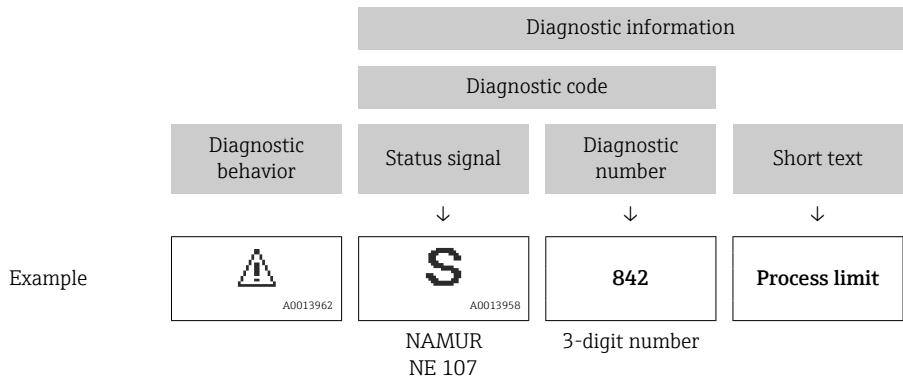 Diagnostic information
Diagnostic code
Diagnostic
behavior
Status signal
Diagnostic
number
Short text
↓
↓
↓
Example
A0013962
S
A0013958
842
Process limit
NAMUR
NE 107
3-digit number